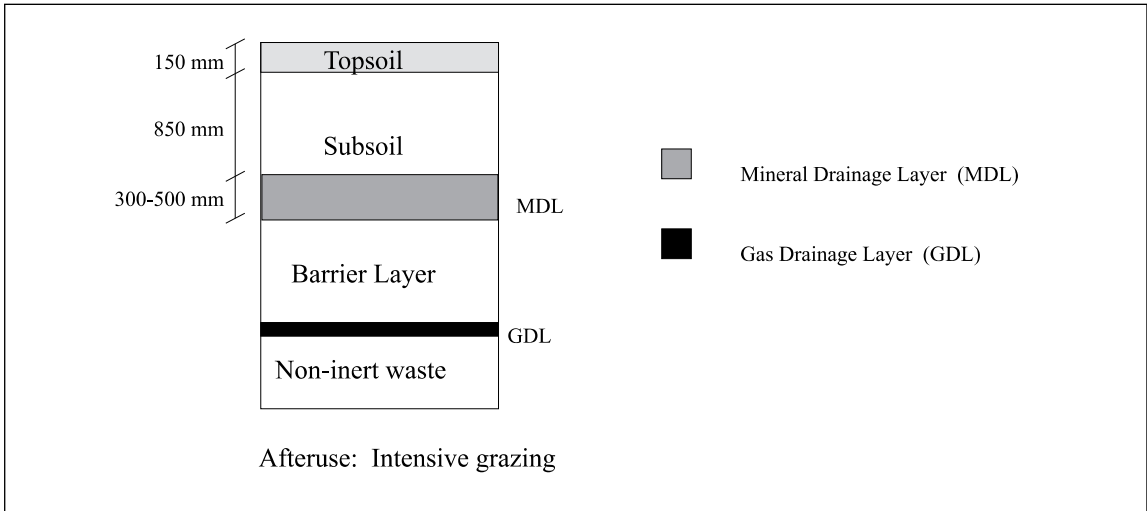 150 mm
Topsoil
850 mm
Subsoil
300-500 mm
MDL
Barrier Layer
GDL
Non-inert waste
Mineral Drainage Layer (MDL)
Gas Drainage Layer (GDL)
Afteruse: Intensive grazing